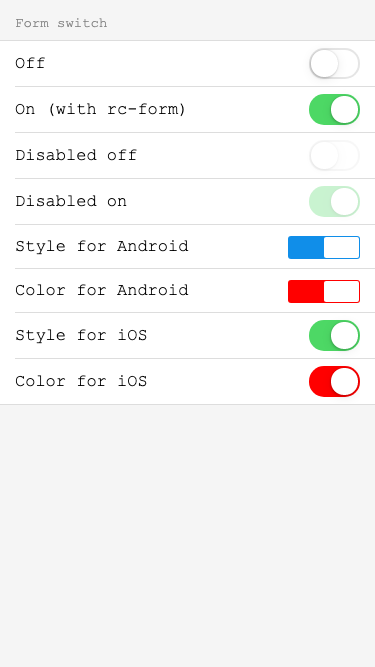 Form switch
Off
On (with rc-form)
Disabled off
Disabled on
Style for Android
Color for Android
Style for iOS
Color for iOS